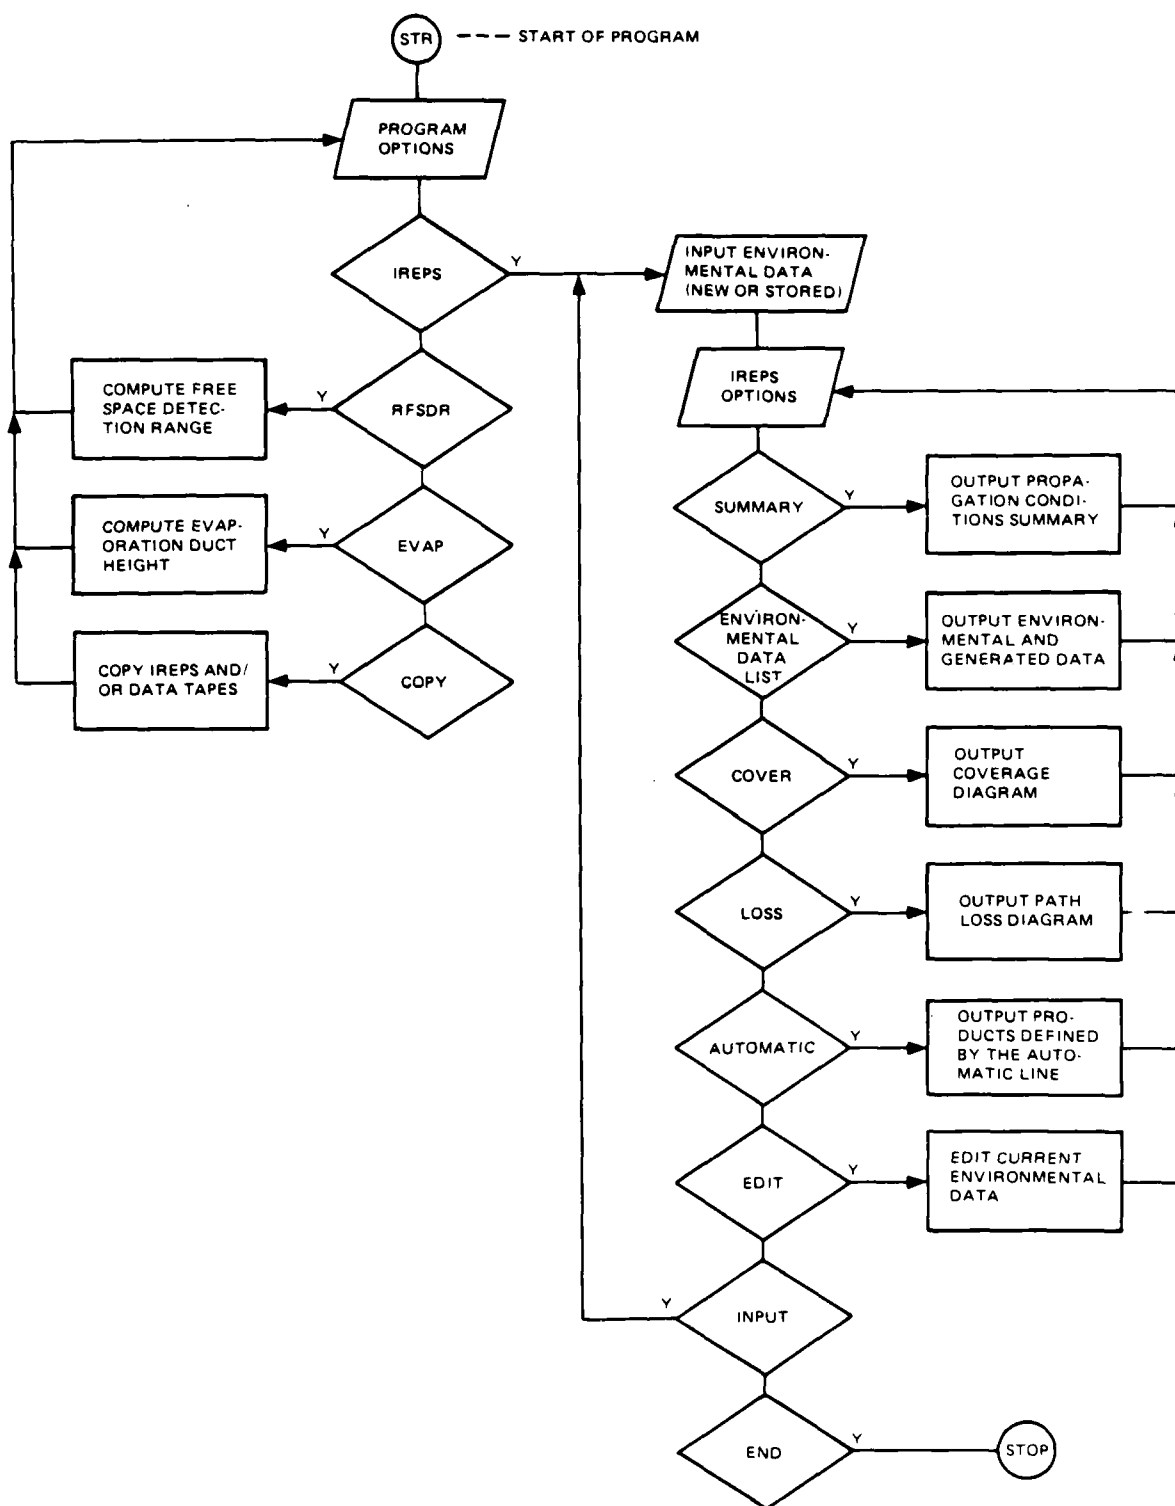 STR
--- START OF PROGRAM
PROGRAM
OPTIONS
IREPS
Y
INPUT ENVIRON-
MENTAL DATA
(NEW OR STORED)
IREPS
OPTIONS
COMPUTE FREE
SPACE DETEC-
TION RANGE
Y
RFSDR
COMPUTE EVAP-
ORATION DUCT
HEIGHT
Y
EVAP
COPY IREPS AND/
OR DATA TAPES
Y
COPY
SUMMARY
Y
OUTPUT PROPA-
GATION CONDI-
TIONS SUMMARY
ENVIRON-
MENTAL
DATA
LIST
Y
OUTPUT ENVIRON-
MENTAL AND
GENERATED DATA
COVER
Y
OUTPUT
COVERAGE
DIAGRAM
LOSS
Y
OUTPUT PATH
LOSS DIAGRAM
AUTOMATIC
Y
OUTPUT PRO-
DUCTS DEFINED
BY THE AUTO-
MATIC LINE
EDIT
Y
EDIT CURRENT
ENVIRONMENTAL
DATA
Y
INPUT
END
Y
STOP